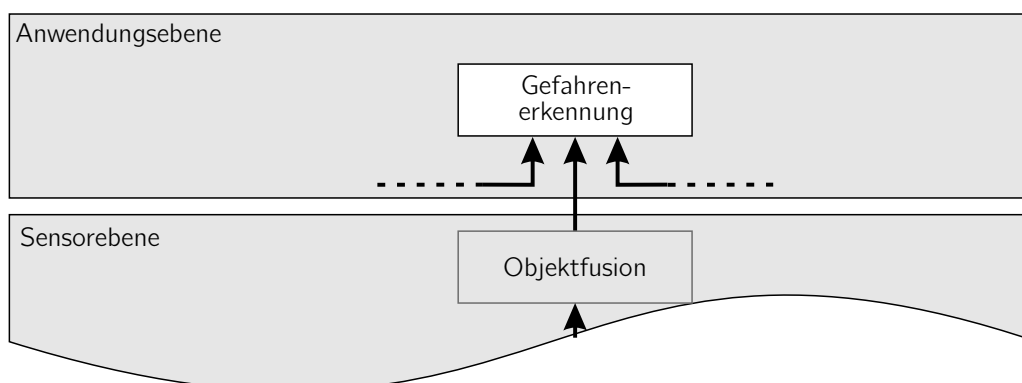 Anwendungsebene
Gefahren-
erkennung
Sensorebene
Objektfusion